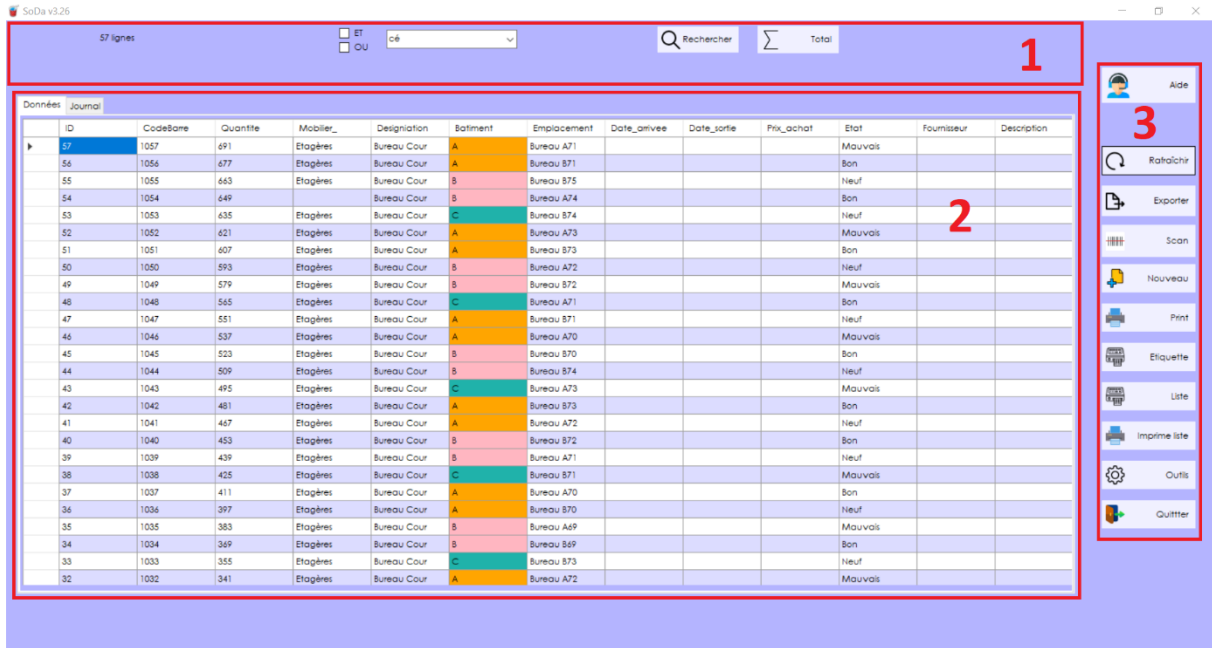 SoDa v3.26
57 lignes
ET
OU
cé
Rechercher
Total
1
Données Journal
ID CodeBarre Quantite Mobilier_ Designiation Batiment Emplacement Date_arrivee Date_sortie Prix_achat Etat Fournisseur Description
57 1057 691 Etagères Bureau Cour A Bureau A71 Mauvais
56 1056 677 Etagères Bureau Cour A Bureau B71 Bon
55 1055 663 Etagères Bureau Cour B Bureau B75 Neuf
54 1054 649 Bureau Cour B Bureau A74 Bon
53 1053 635 Etagères Bureau Cour C Bureau B74 Neuf
52 1052 621 Etagères Bureau Cour A Bureau A73 Mauvais
51 1051 607 Etagères Bureau Cour A Bureau B73 Bon
50 1050 593 Etagères Bureau Cour B Bureau A72 Neuf
49 1049 579 Etagères Bureau Cour B Bureau B72 Mauvais
48 1048 565 Etagères Bureau Cour C Bureau A71 Bon
47 1047 551 Etagères Bureau Cour A Bureau B71 Neuf
46 1046 537 Etagères Bureau Cour A Bureau A70 Mauvais
45 1045 523 Etagères Bureau Cour B Bureau B70 Bon
44 1044 509 Etagères Bureau Cour B Bureau B74 Neuf
43 1043 495 Etagères Bureau Cour C Bureau A73 Mauvais
42 1042 481 Etagères Bureau Cour A Bureau B73 Bon
41 1041 467 Etagères Bureau Cour A Bureau A72 Neuf
40 1040 453 Etagères Bureau Cour B Bureau B72 Bon
39 1039 439 Etagères Bureau Cour B Bureau A71 Neuf
38 1038 425 Etagères Bureau Cour C Bureau B71 Mauvais
37 1037 411 Etagères Bureau Cour A Bureau A70 Bon
36 1036 397 Etagères Bureau Cour A Bureau B70 Neuf
35 1035 383 Etagères Bureau Cour B Bureau A69 Mauvais
34 1034 369 Etagères Bureau Cour B Bureau B69 Bon
33 1033 355 Etagères Bureau Cour C Bureau B73 Neuf
32 1032 341 Etagères Bureau Cour A Bureau A72 Mauvais
2
Aide
3
Rafraîchir
Exporter
Scan
Nouveau
Print
Etiquette
Liste
Imprime liste
Outils
Quittter